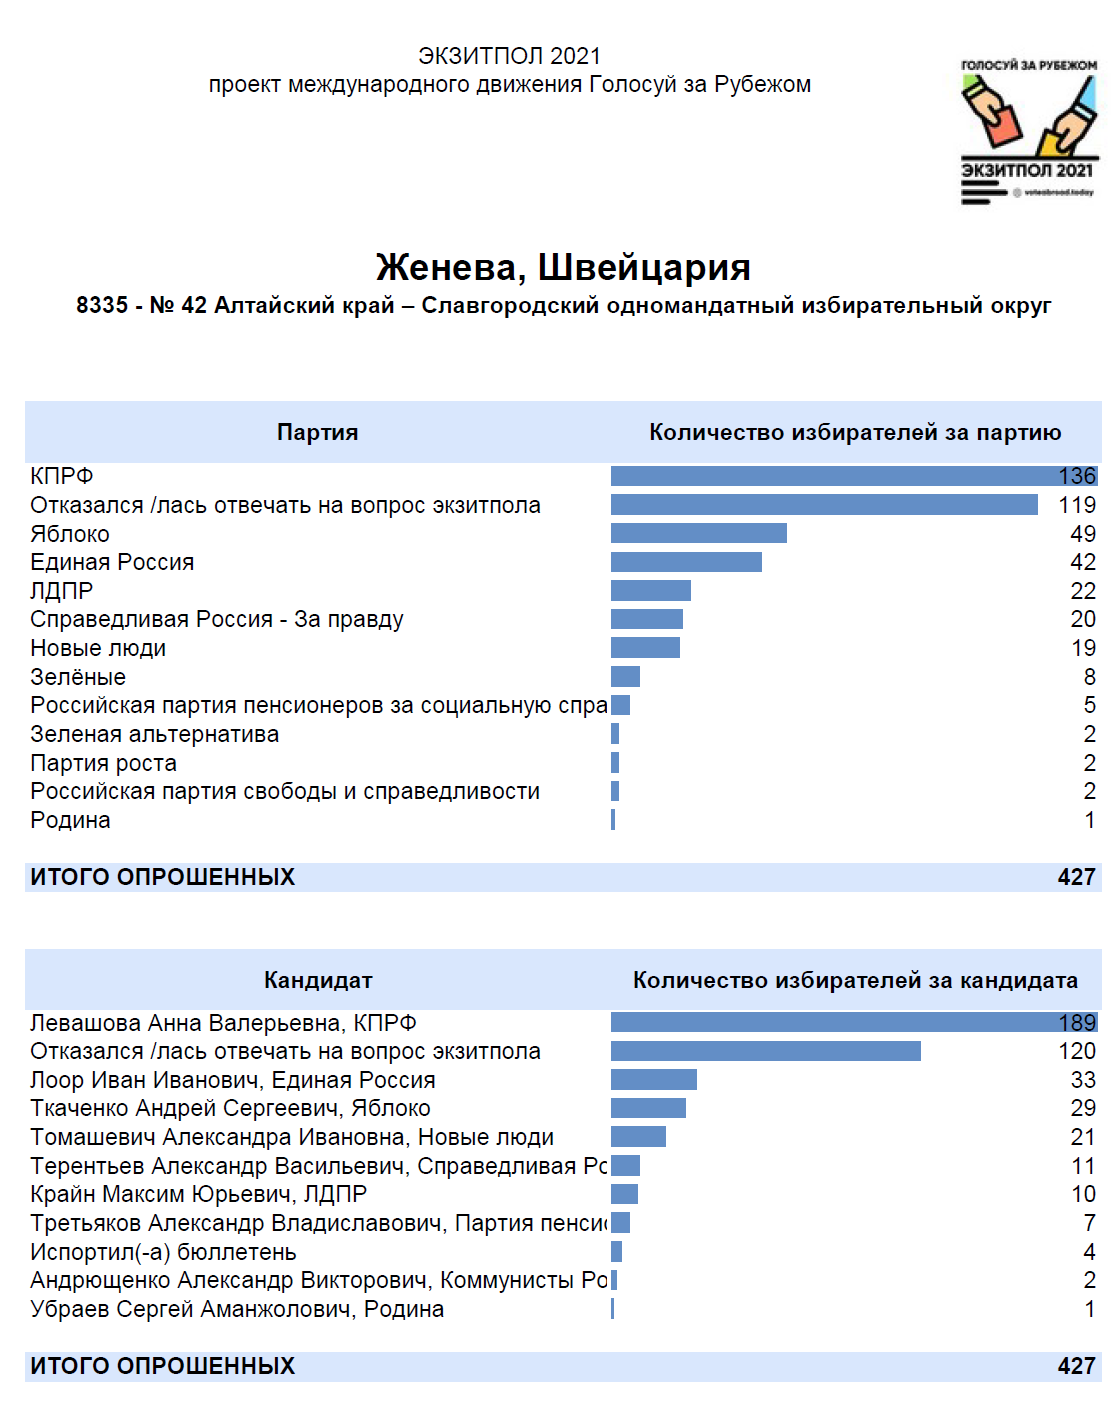 ЭКЗИТПОЛ 2021
проект международного движения Голосуй за Рубежом
ГОЛОСУЙ ЗА РУБЕЖОМ
ЭКЗИТПОЛ 2021
voteabroad.today
Женева, Швейцария
8335 - № 42 Алтайский край – Славгородский одномандатный избирательный округ
Партия Количество избирателей за партию
КПРФ 136
Отказался /лась отвечать на вопрос экзитпола 119
Яблоко 49
Единая Россия 42
ЛДПР 22
Справедливая Россия - За правду 20
Новые люди 19
Зелёные 8
Российская партия пенсионеров за социальную спра 5
Зеленая альтернатива 2
Партия роста 2
Российская партия свободы и справедливости 2
Родина 1
ИТОГО ОПРОШЕННЫХ 427
Кандидат Количество избирателей за кандидата
Левашова Анна Валерьевна, КПРФ 189
Отказался /лась отвечать на вопрос экзитпола 120
Лоор Иван Иванович, Единая Россия 33
Ткаченко Андрей Сергеевич, Яблоко 29
Томашевич Александра Ивановна, Новые люди 21
Терентьев Александр Васильевич, Справедливая Ро 11
Крайн Максим Юрьевич, ЛДПР 10
Третьяков Александр Владиславович, Партия пенсио 7
Испортил(-а) бюллетень 4
Андрющенко Александр Викторович, Коммунисты Ро 2
Убраев Сергей Аманжолович, Родина 1
ИТОГО ОПРОШЕННЫХ 427